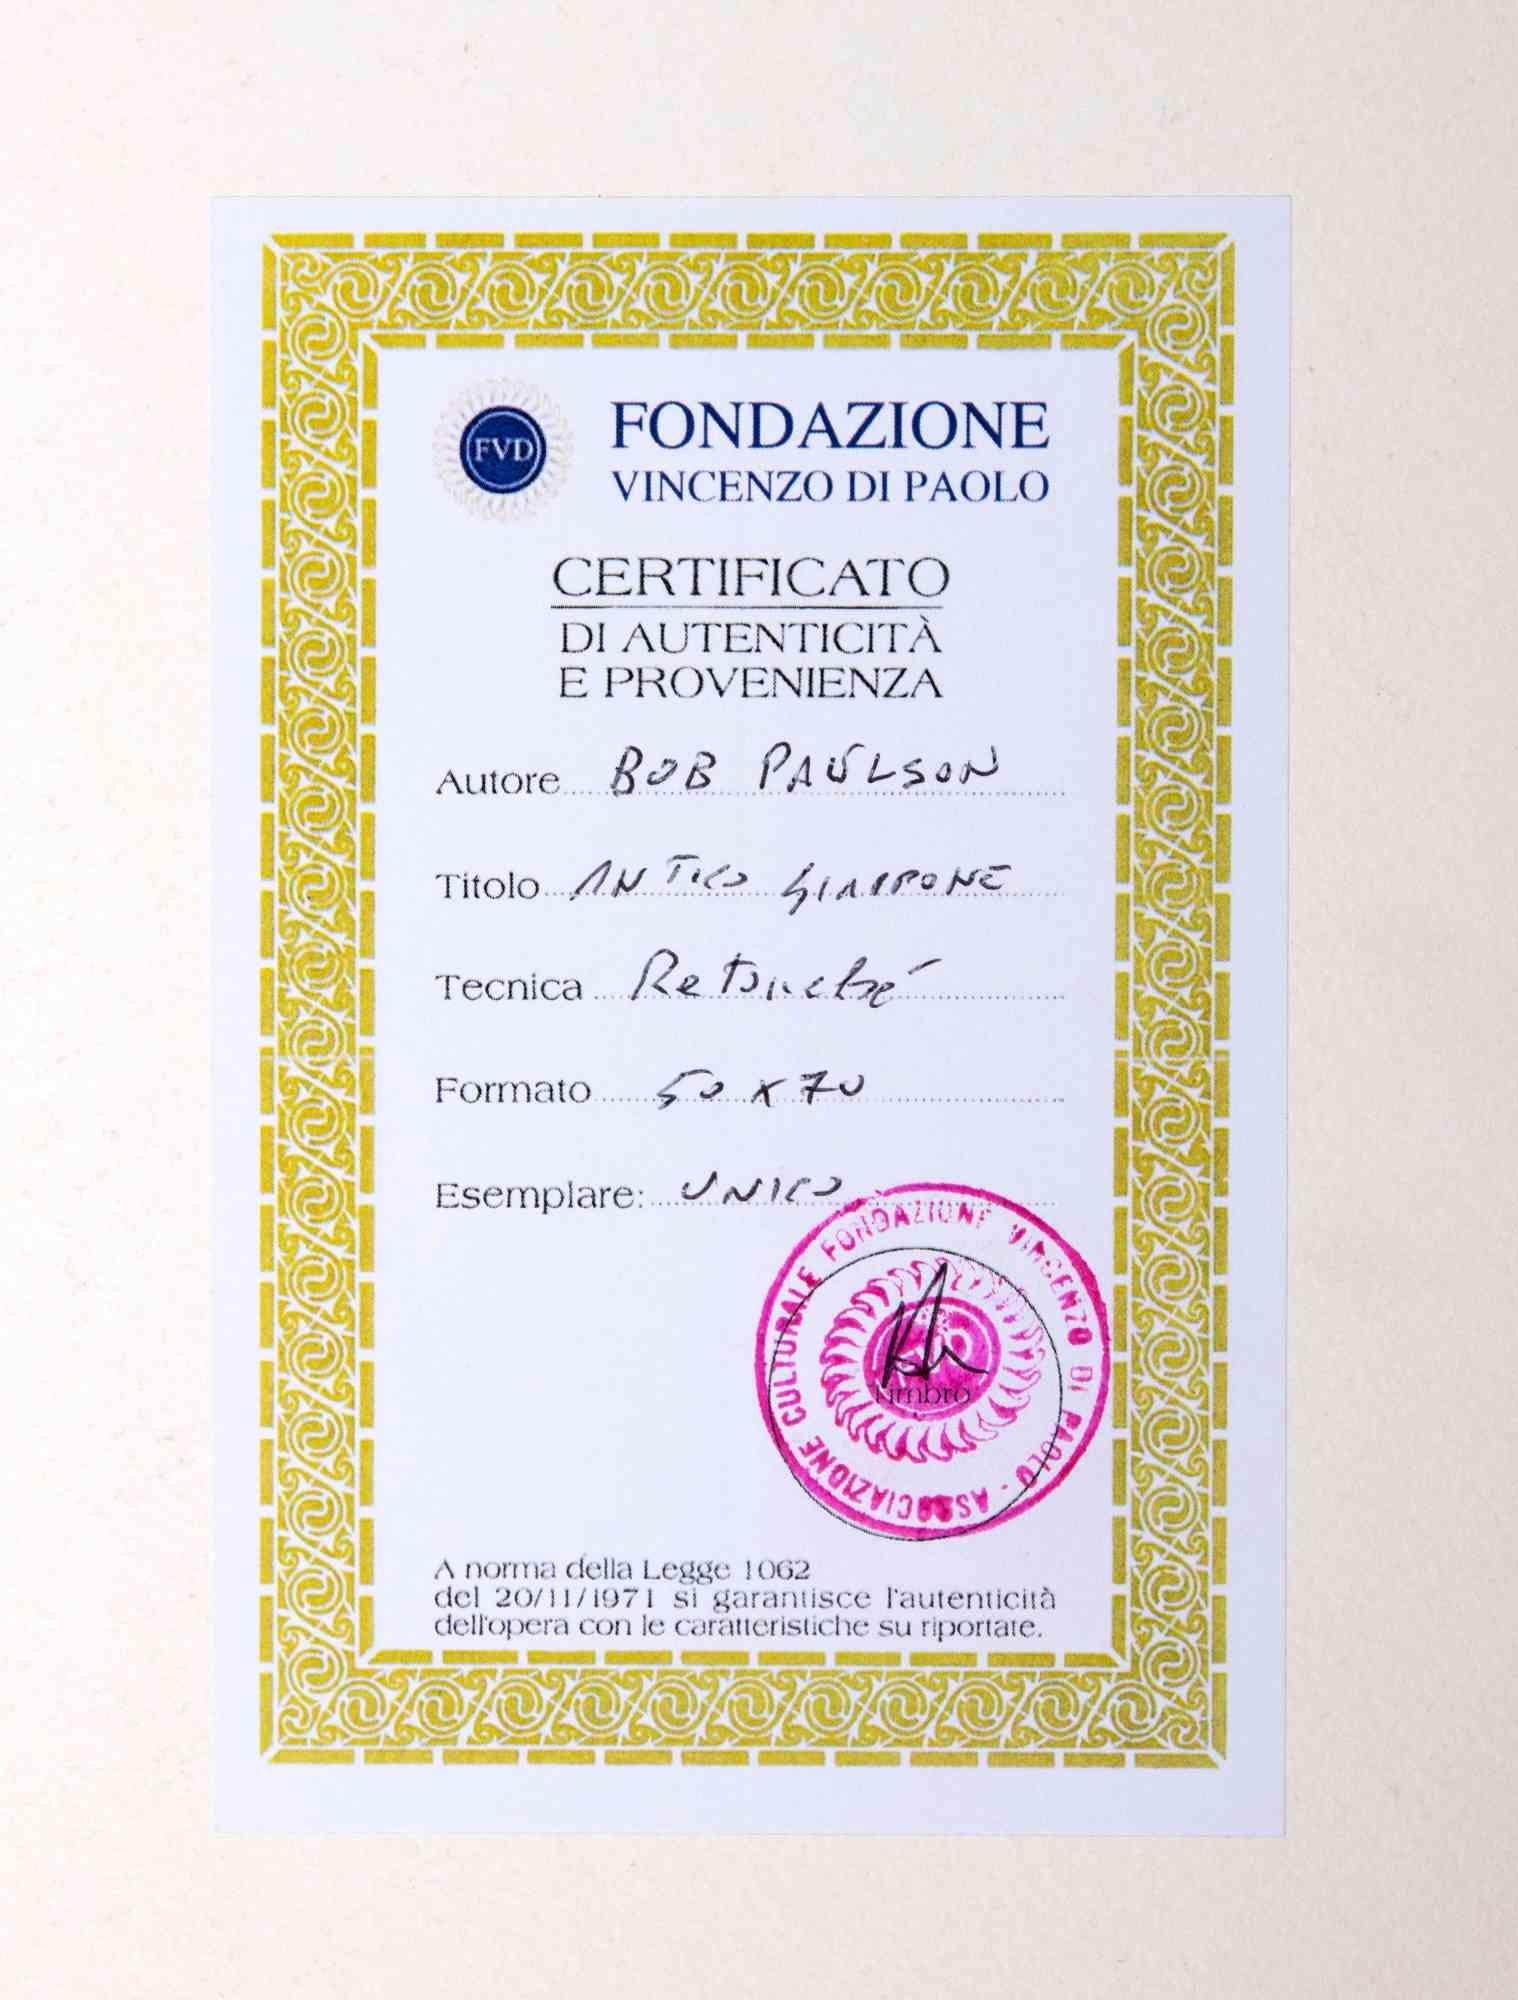 FVD
FONDAZIONE
VINCENZO DI PAOLO
CERTIFICATO
DI AUTENTICITÀ
E PROVENIENZA
Autore BOB PAULSON
Titolo ANTICO GIAPPONE
Tecnica Retouché
Formato 50 x 70
Esemplare: UNICO
ASSOCIAZIONE CULTURALE FONDAZIONE VINCENZO DI PAOLO -
Timbro
A norma della Legge 1062
del 20/11/1971 si garantisce l'autenticità
dell'opera con le caratteristiche su riportate.